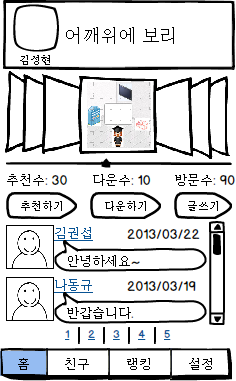 어깨위에 보리
김성현
추천수: 30 다운수: 10 방문수: 90
추천하기 다운하기 글쓰기
김권섭 2013/03/22
안녕하세요~
나동규 2013/03/19
반갑습니다.
1 2 3 4 5
홈 친구 랭킹 설정